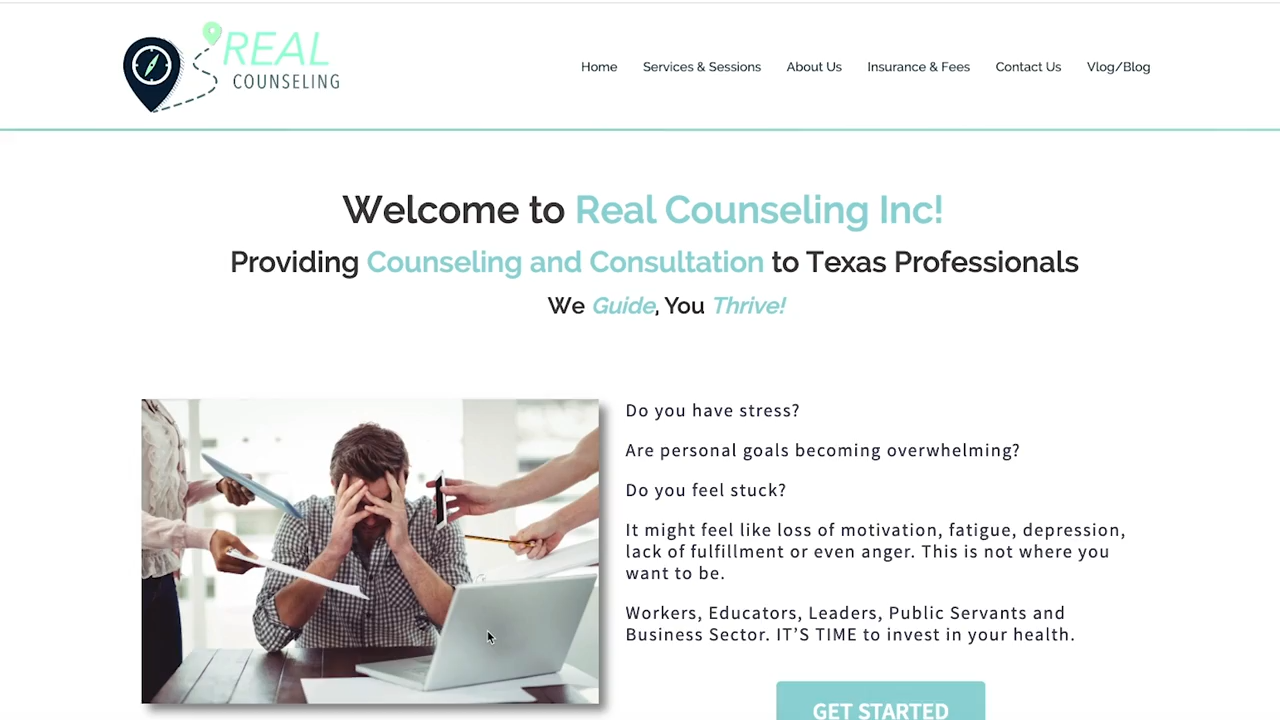 REAL
COUNSELING
Home Services & Sessions About Us Insurance & Fees Contact Us Vlog/Blog
Welcome to Real Counseling Inc!
Providing Counseling and Consultation to Texas Professionals
We Guide, You Thrive!
Do you have stress?
Are personal goals becoming overwhelming?
Do you feel stuck?
It might feel like loss of motivation, fatigue, depression,
lack of fulfillment or even anger. This is not where you
want to be.
Workers, Educators, Leaders, Public Servants and
Business Sector. IT’S TIME to invest in your health.
GET STARTED